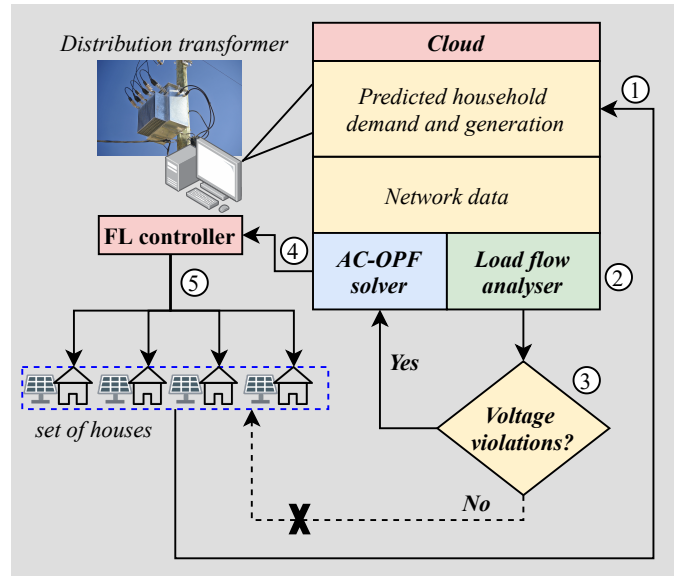 Distribution transformer
Cloud
Predicted household
demand and generation
①
Network data
FL controller
④
AC-OPF
solver
Load flow
analyser
②
⑤
Yes
③
Voltage
violations?
set of houses
No
X